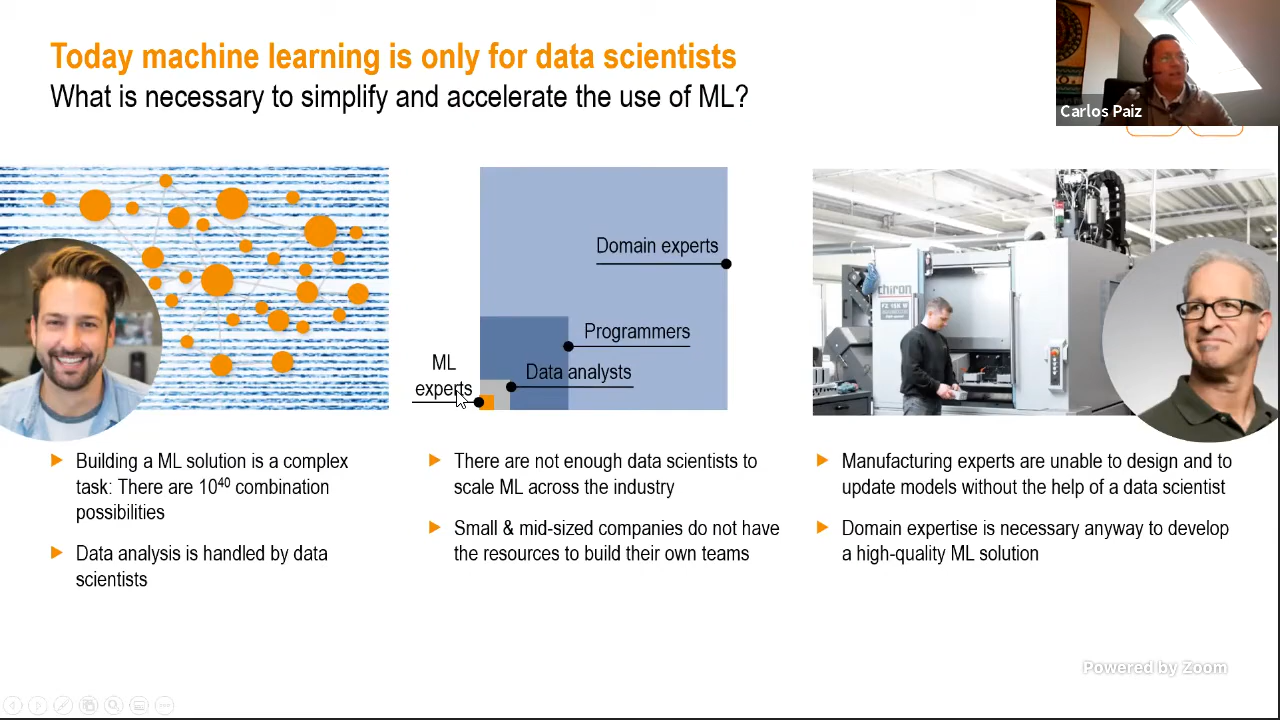 Today machine learning is only for data scientists
What is necessary to simplify and accelerate the use of ML?
Carlos Paiz
Domain experts
Programmers
Data analysts
ML
experts
Building a ML solution is a complex
task: There are 10⁴⁰ combination
possibilities
Data analysis is handled by data
scientists
There are not enough data scientists to
scale ML across the industry
Small & mid-sized companies do not have
the resources to build their own teams
Manufacturing experts are unable to design and to
update models without the help of a data scientist
Domain expertise is necessary anyway to develop
a high-quality ML solution
Powered by Zoom